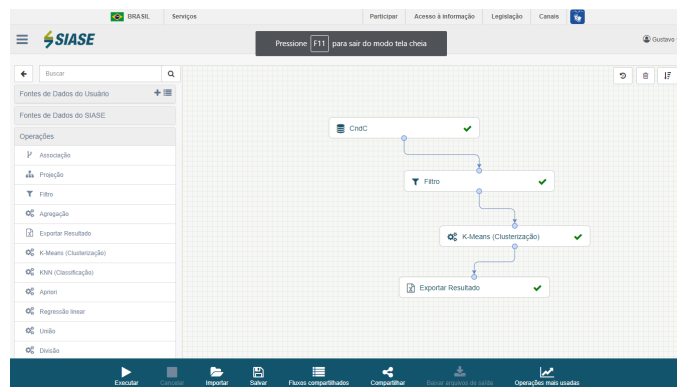 BRASIL Serviços Participar Acesso à informação Legislação Canais
SIASE
Pressione F11 para sair do modo tela cheia
Gustavo
Buscar
Fontes de Dados do Usuário
Fontes de Dados do SIASE
Operações
Associação
Projeção
Filtro
Agregação
Exportar Resultado
K-Means (Clusterização)
KNN (Classificação)
Apriori
Regressão linear
União
Divisão
CndC
Filtro
K-Means (Clusterização)
Exportar Resultado
Executar Cancelar Importar Salvar Fluxos compartilhados Compartilhar Baixar arquivos de saída Operações mais usadas